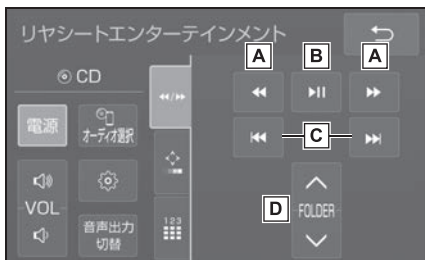 リヤシートエンターテインメント
A
B
A
CD
電源
オーディオ選択
C
D
FOLDER
VOL
音声出力
切替
123